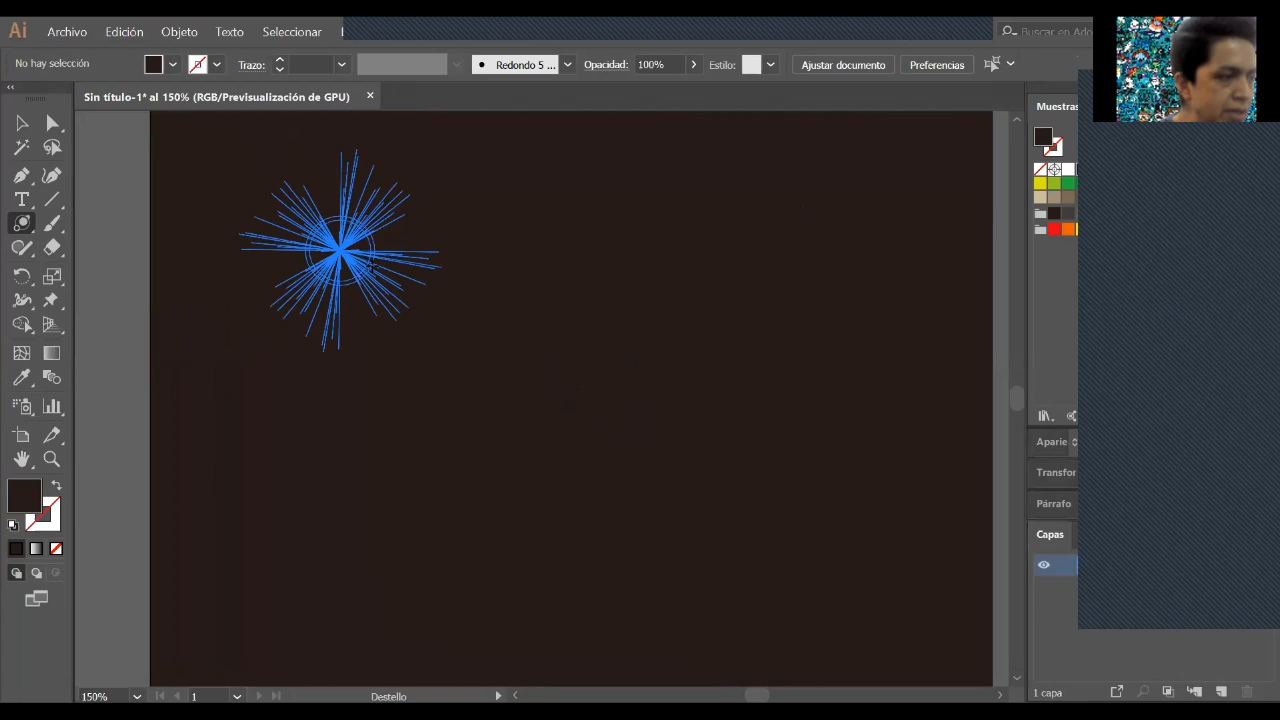 Ai Archivo Edición Objeto Texto Seleccionar
Buscar en Ado
No hay selección Trazo: Redondo 5 ... Opacidad: 100% Estilo: Ajustar documento Preferencias
Sin título-1* al 150% (RGB/Previsualización de GPU)
Muestras
Aparie
Transfor
Párrafo
Capas
150% 1 Destello
1 capa